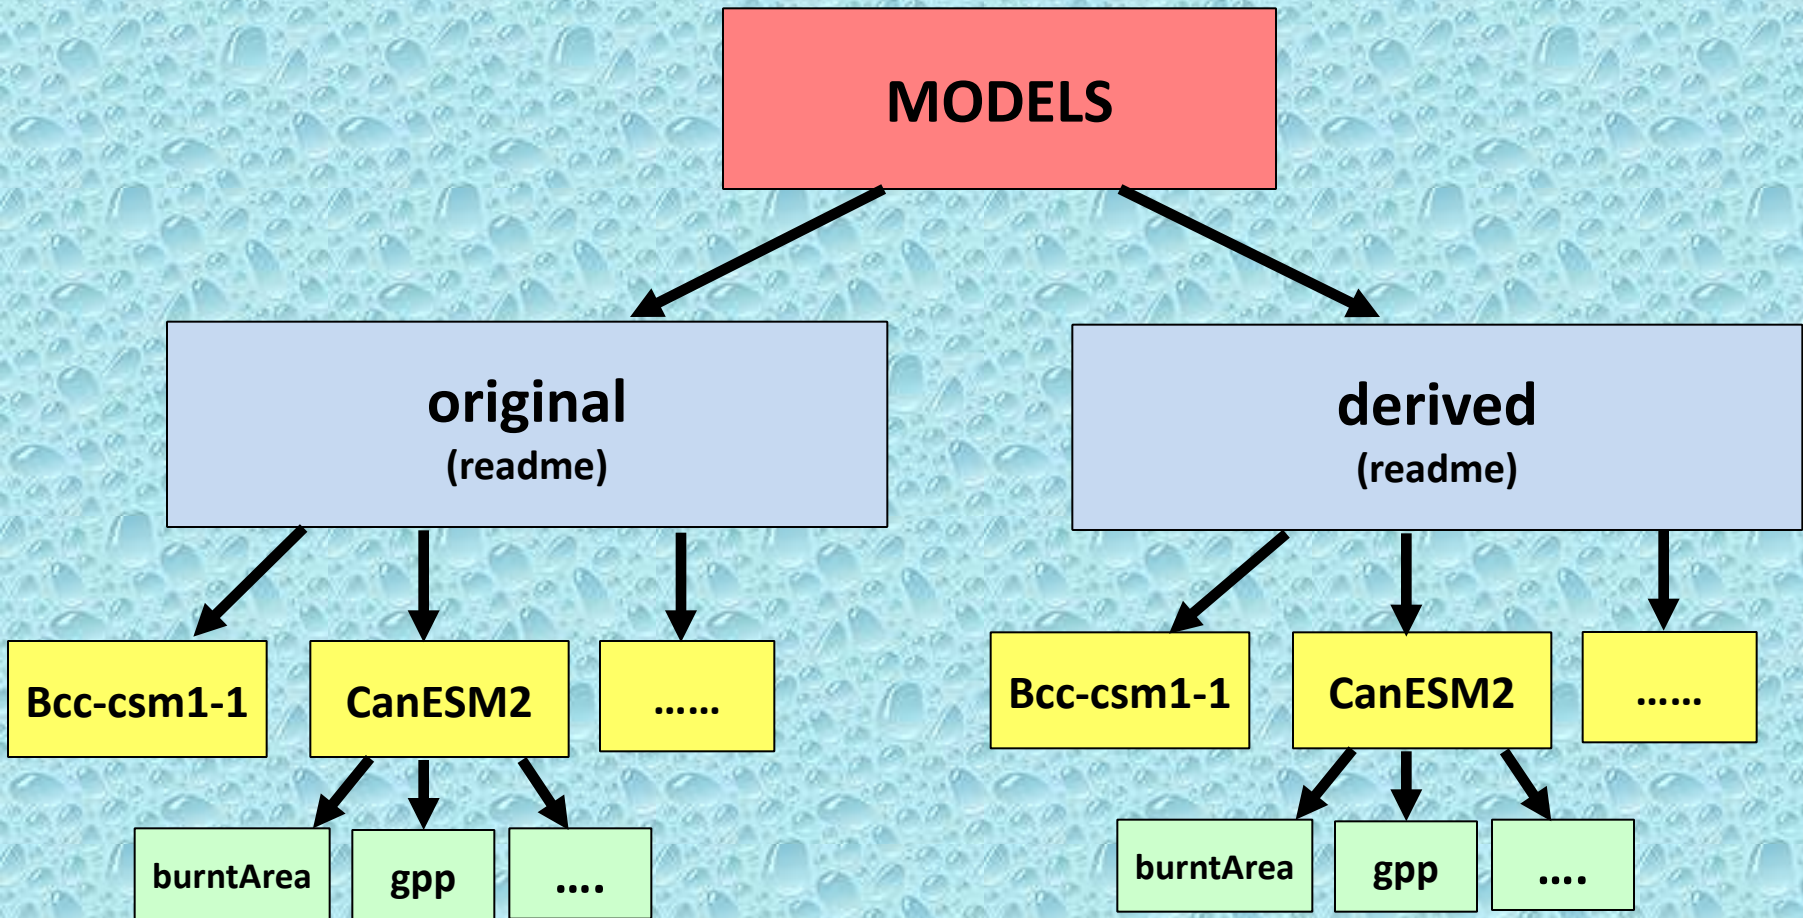 MODELS
original
(readme)
derived
(readme)
Bcc-csm1-1
CanESM2
......
Bcc-csm1-1
CanESM2
......
burntArea
gpp
....
burntArea
gpp
....